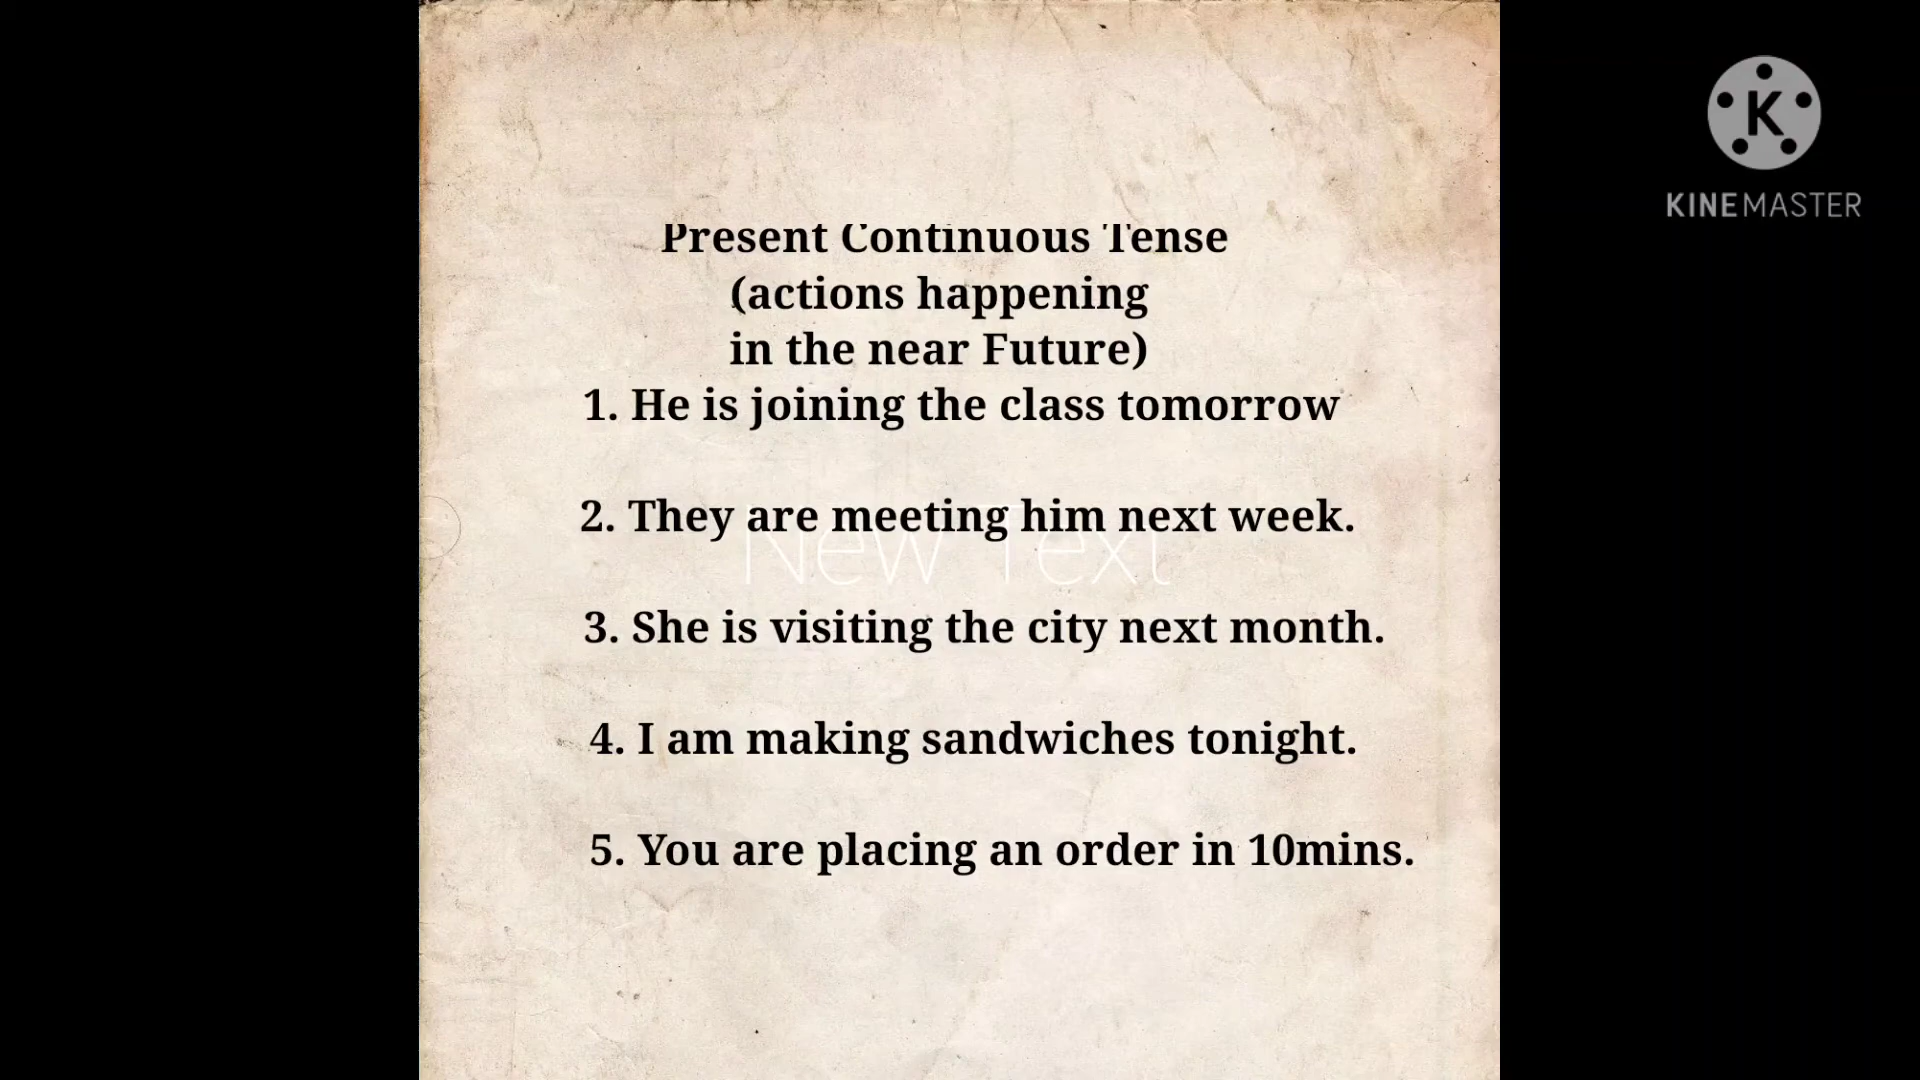 KINEMASTER
Present Continuous Tense
(actions happening
in the near Future)
1. He is joining the class tomorrow
2. They are meeting him next week.
New Text
3. She is visiting the city next month.
4. I am making sandwiches tonight.
5. You are placing an order in 10mins.